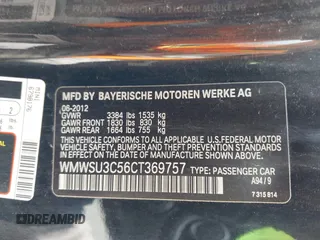 MFD BY BAYERISCHE MOTOREN WERKE AG
06-2012
GVWR 3384 lbs 1535 kg
GAWR FRONT 1830 lbs 830 kg
GAWR REAR 1664 lbs 755 kg
THIS VEHICLE CONFORMS TO ALL APPLICABLE
U.S. FEDERAL MOTOR VEHICLE SAFETY, BUMPER, AND
THEFT PREVENTION STANDARDS IN EFFECT
ON THE DATE OF MANUFACTURE SHOWN ABOVE.
WMWSU3C56CT369757 TYPE: PASSENGER CAR
A94 / 9
7 315 814
DREAMBID